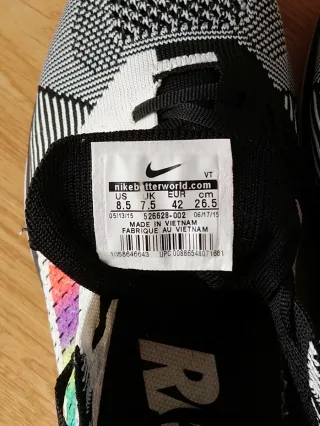 VT
nikebetterworld.com
US UK EUR cm
8.5 7.5 42 26.5
05/13/15 526628-002 06/17/15
MADE IN VIETNAM
FABRIQUE AU VIETNAM
UPC